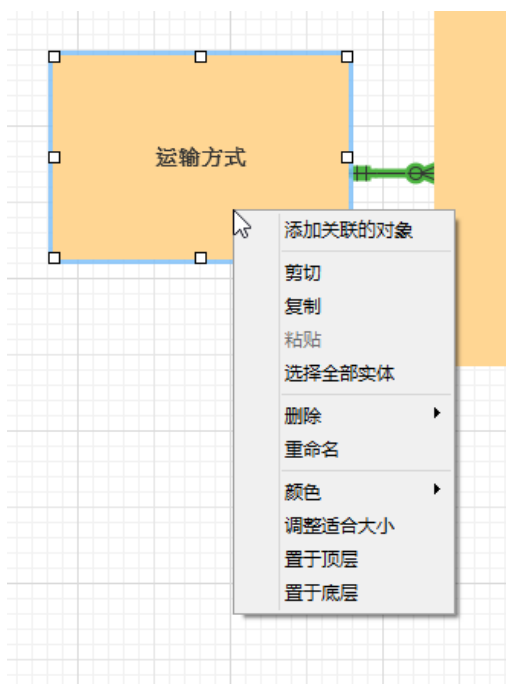 运输方式
添加关联的对象
剪切
复制
粘贴
选择全部实体
删除
重命名
颜色
调整适合大小
置于顶层
置于底层